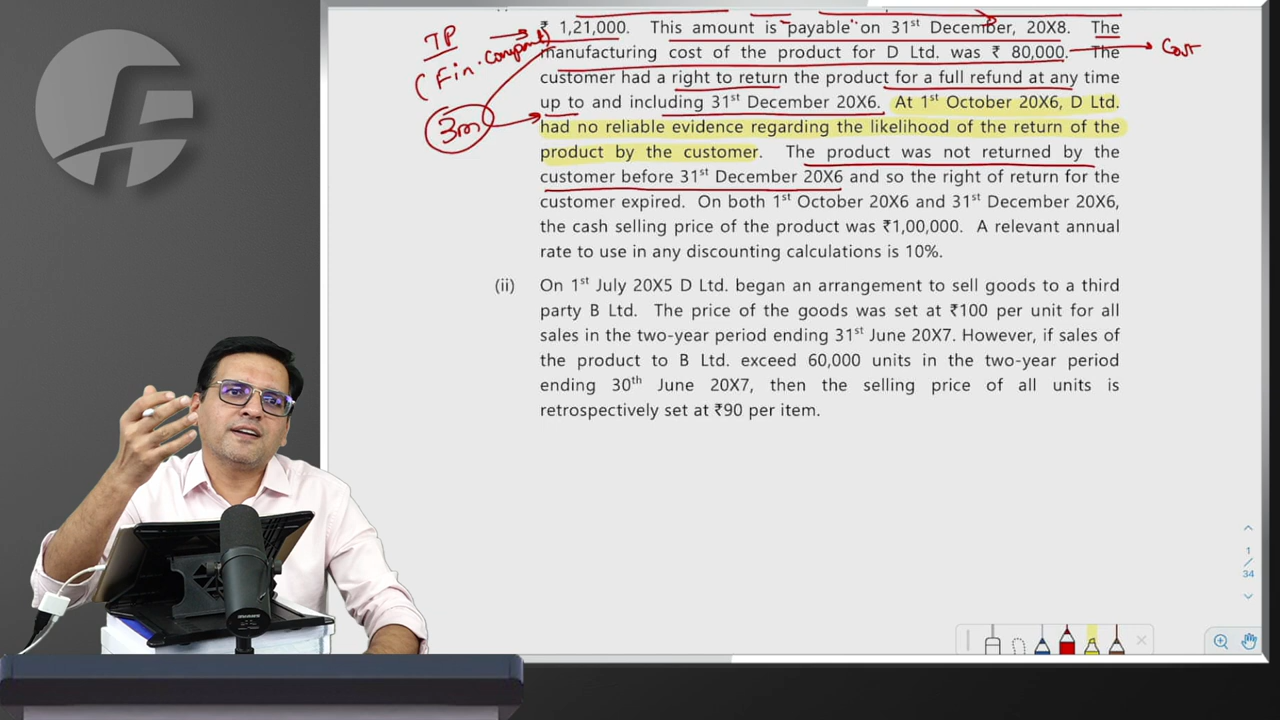 ₹ 1,21,000. This amount is payable on 31st December, 20X8. The
TP
manufacturing cost of the product for D Ltd. was ₹ 80,000. The
Cost
(Fin. Component)
customer had a right to return the product for a full refund at any time
up to and including 31st December 20X6. At 1st October 20X6, D Ltd.
3m
had no reliable evidence regarding the likelihood of the return of the
product by the customer. The product was not returned by the
customer before 31st December 20X6 and so the right of return for the
customer expired. On both 1st October 20X6 and 31st December 20X6,
the cash selling price of the product was ₹1,00,000. A relevant annual
rate to use in any discounting calculations is 10%.
(ii) On 1st July 20X5 D Ltd. began an arrangement to sell goods to a third
party B Ltd. The price of the goods was set at ₹100 per unit for all
sales in the two-year period ending 31st June 20X7. However, if sales of
the product to B Ltd. exceed 60,000 units in the two-year period
ending 30th June 20X7, then the selling price of all units is
retrospectively set at ₹90 per item.
1
/
34